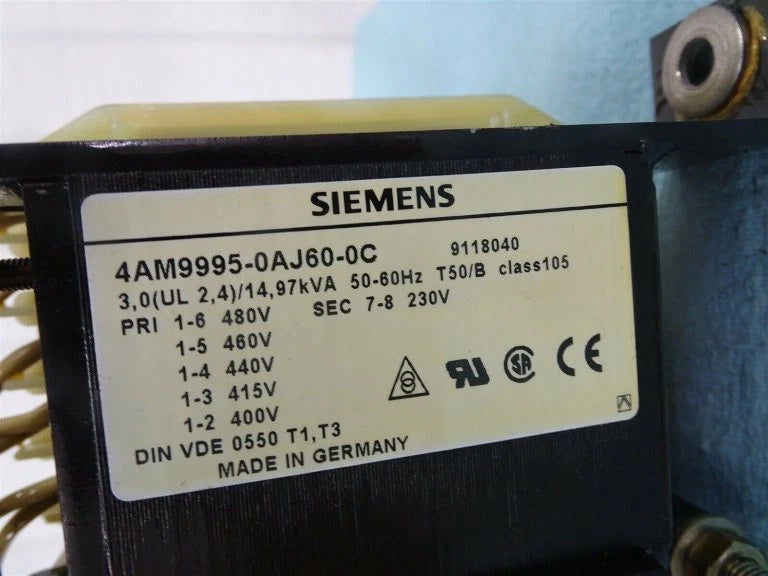 SIEMENS
4AM9995-0AJ60-0C 9118040
3,0(UL 2,4)/14,97kVA 50-60Hz T50/B class105
PRI 1-6 480V SEC 7-8 230V
1-5 460V
1-4 440V
1-3 415V
1-2 400V
DIN VDE 0550 T1,T3
MADE IN GERMANY
SA
CE